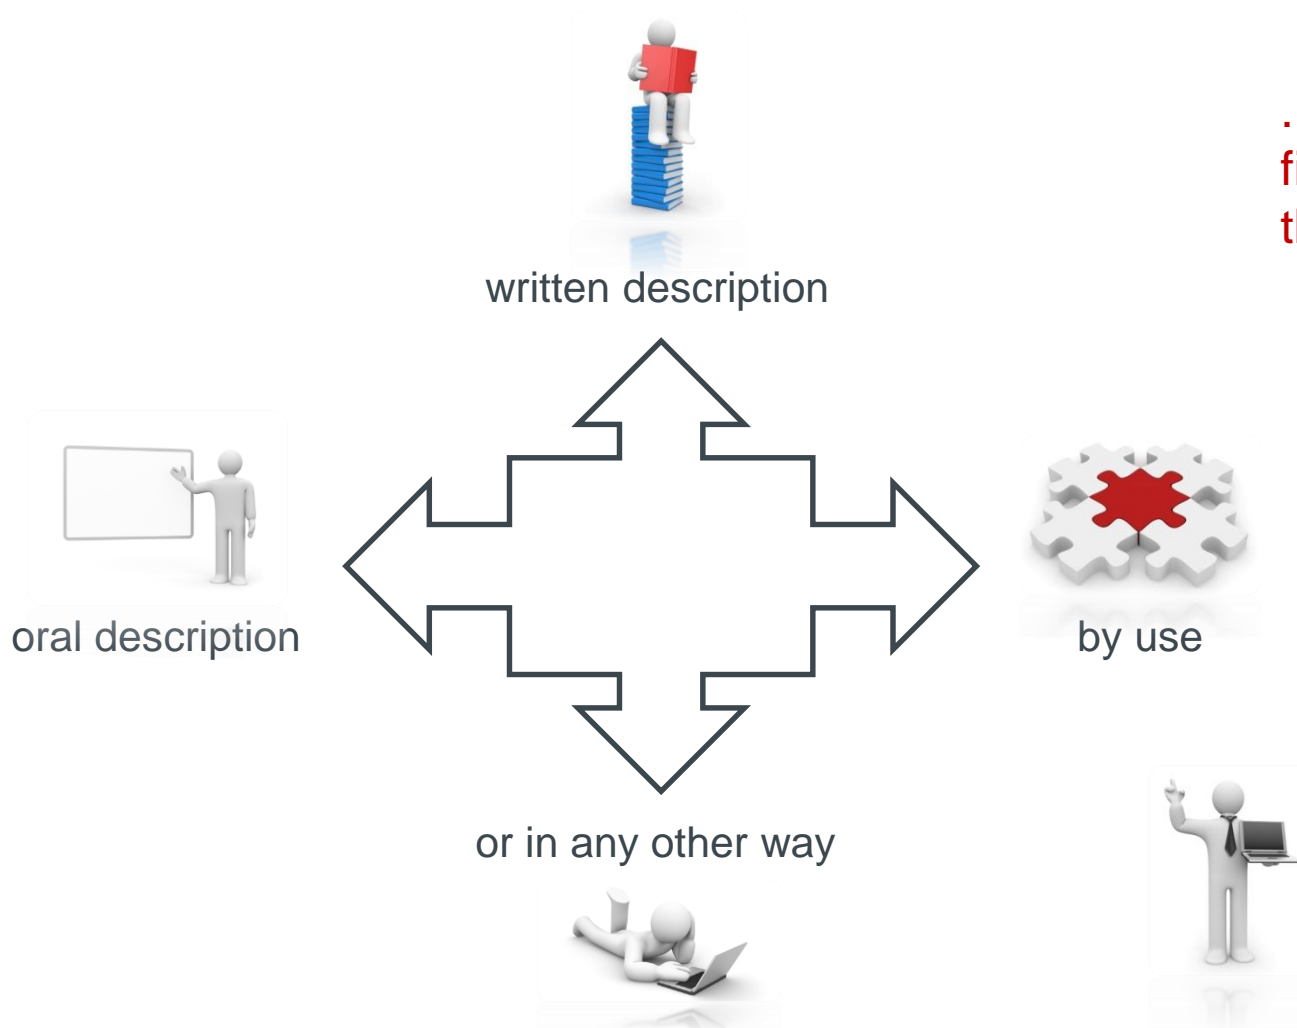 written description
oral description
by use
or in any other way